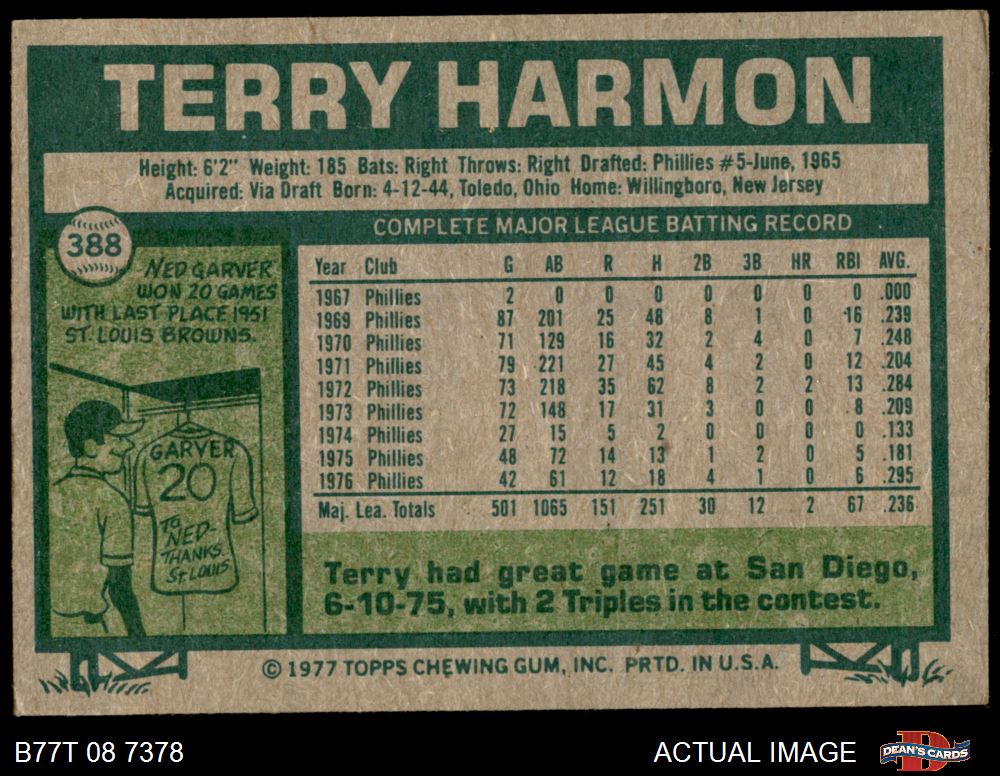 TERRY HARMON
Height: 6'2" Weight: 185 Bats: Right Throws: Right Drafted: Phillies #5-June, 1965
Acquired: Via Draft Born: 4-12-44, Toledo, Ohio Home: Willingboro, New Jersey
388
NED GARVER
WON 20 GAMES
WITH LAST PLACE 1951
ST. LOUIS BROWNS.
GARVER
20
TO
NED-
THANKS.
St LOUIS
COMPLETE MAJOR LEAGUE BATTING RECORD
Year Club G AB R H 2B 3B HR RBI AVG.
1967 Phillies 2 0 0 0 0 0 0 0 .000
1969 Phillies 87 201 25 48 8 1 0 16 .239
1970 Phillies 71 129 16 32 2 4 0 7 .248
1971 Phillies 79 221 27 45 4 2 0 12 .204
1972 Phillies 73 218 35 62 8 2 2 13 .284
1973 Phillies 72 148 17 31 3 0 0 8 .209
1974 Phillies 27 15 5 2 0 0 0 0 .133
1975 Phillies 48 72 14 13 1 2 0 5 .181
1976 Phillies 42 61 12 18 4 1 0 6 .295
Maj. Lea. Totals 501 1065 151 251 30 12 2 67 .236
Terry had great game at San Diego,
6-10-75, with 2 Triples in the contest.
© 1977 TOPPS CHEWING GUM, INC. PRTD. IN U.S.A.
B77T 08 7378
ACTUAL IMAGE
D
DEAN'S CARDS